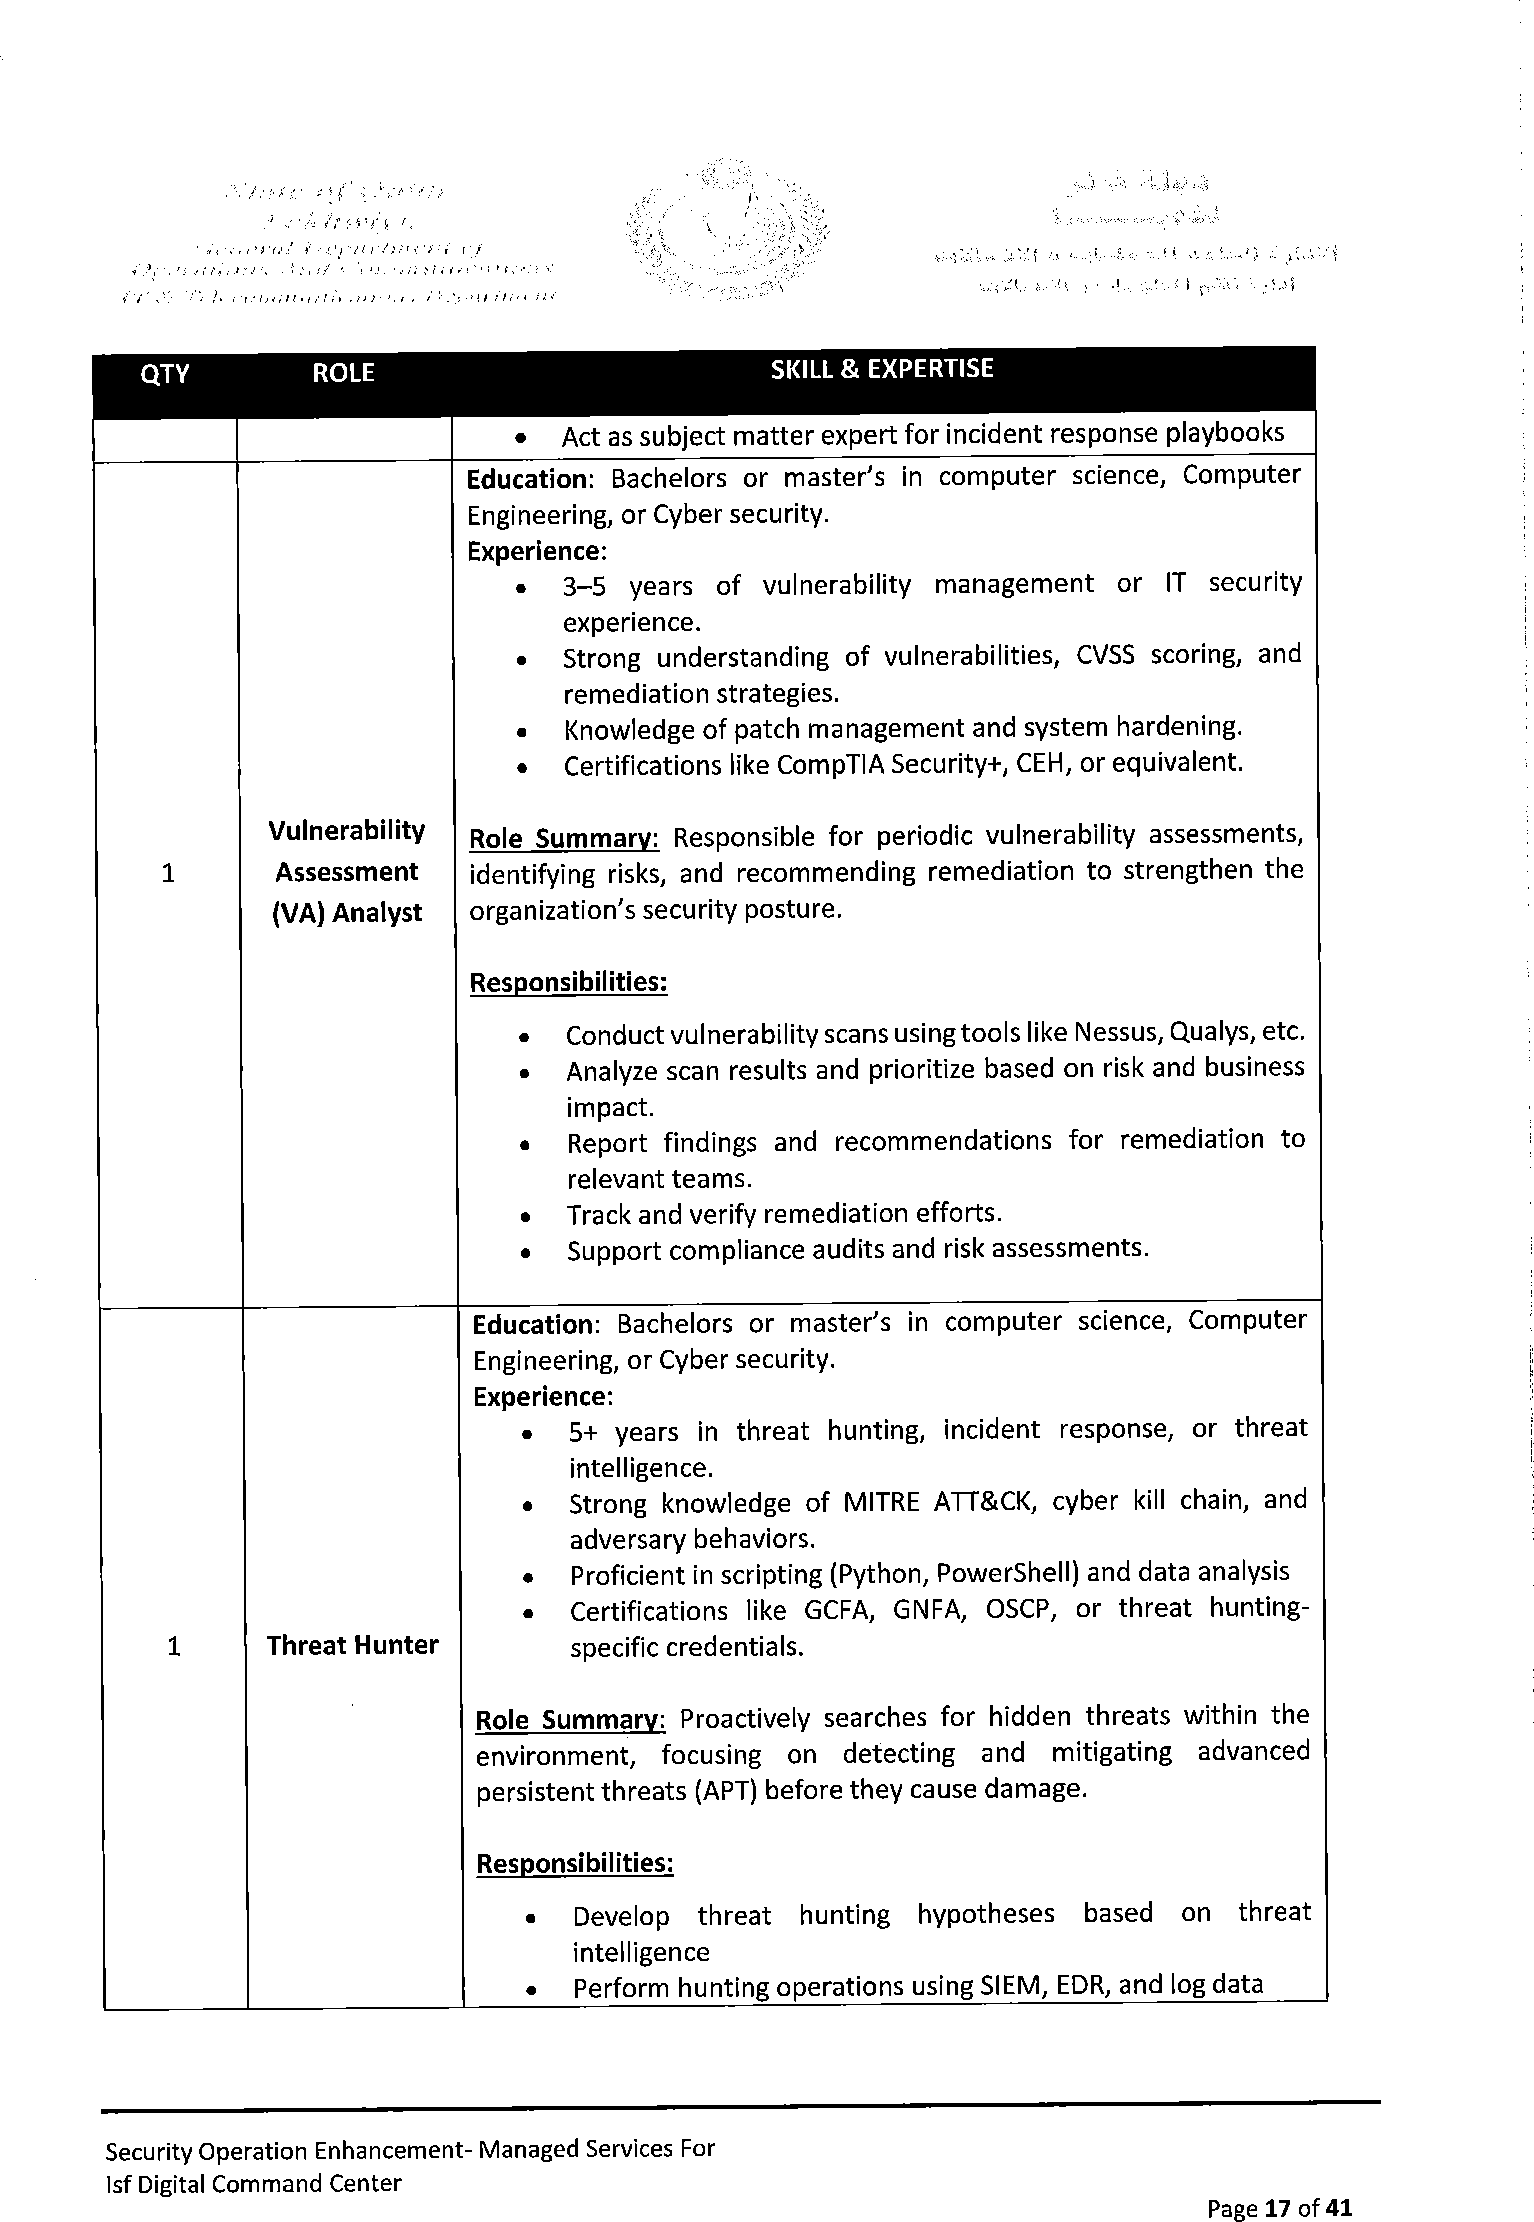 State of
General Department of
QTY ROLE SKILL & EXPERTISE
• Act as subject matter expert for incident response playbooks
Education: Bachelors or master's in computer science, Computer
Engineering, or Cyber security.
Experience:
• 3–5 years of vulnerability management or IT security
experience.
• Strong understanding of vulnerabilities, CVSS scoring, and
remediation strategies.
• Knowledge of patch management and system hardening.
• Certifications like CompTIA Security+, CEH, or equivalent.
1
Vulnerability
Assessment
(VA) Analyst
Role Summary: Responsible for periodic vulnerability assessments,
identifying risks, and recommending remediation to strengthen the
organization's security posture.
Responsibilities:
• Conduct vulnerability scans using tools like Nessus, Qualys, etc.
• Analyze scan results and prioritize based on risk and business
impact.
• Report findings and recommendations for remediation to
relevant teams.
• Track and verify remediation efforts.
• Support compliance audits and risk assessments.
Education: Bachelors or master's in computer science, Computer
Engineering, or Cyber security.
Experience:
• 5+ years in threat hunting, incident response, or threat
intelligence.
• Strong knowledge of MITRE ATT&CK, cyber kill chain, and
adversary behaviors.
• Proficient in scripting (Python, PowerShell) and data analysis
• Certifications like GCFA, GNFA, OSCP, or threat hunting-
specific credentials.
1
Threat Hunter
Role Summary: Proactively searches for hidden threats within the
environment, focusing on detecting and mitigating advanced
persistent threats (APT) before they cause damage.
Responsibilities:
• Develop threat hunting hypotheses based on threat
intelligence
• Perform hunting operations using SIEM, EDR, and log data
Security Operation Enhancement- Managed Services For
Isf Digital Command Center
Page 17 of 41